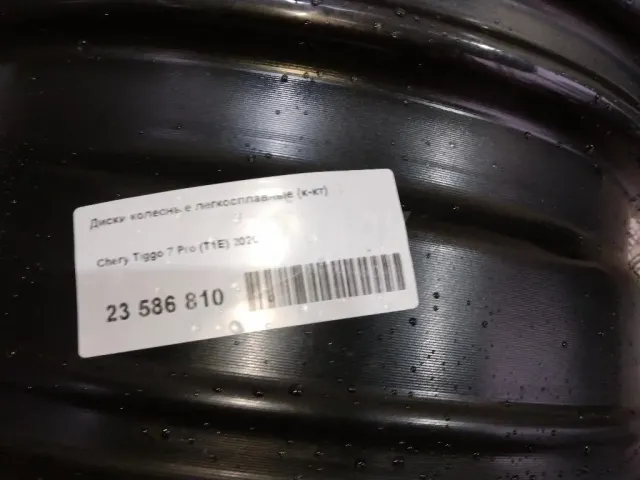 Диски колесные легкосплавные (к-кт)
Chery Tiggo 7 Pro (T1E) 2020
23 586 810